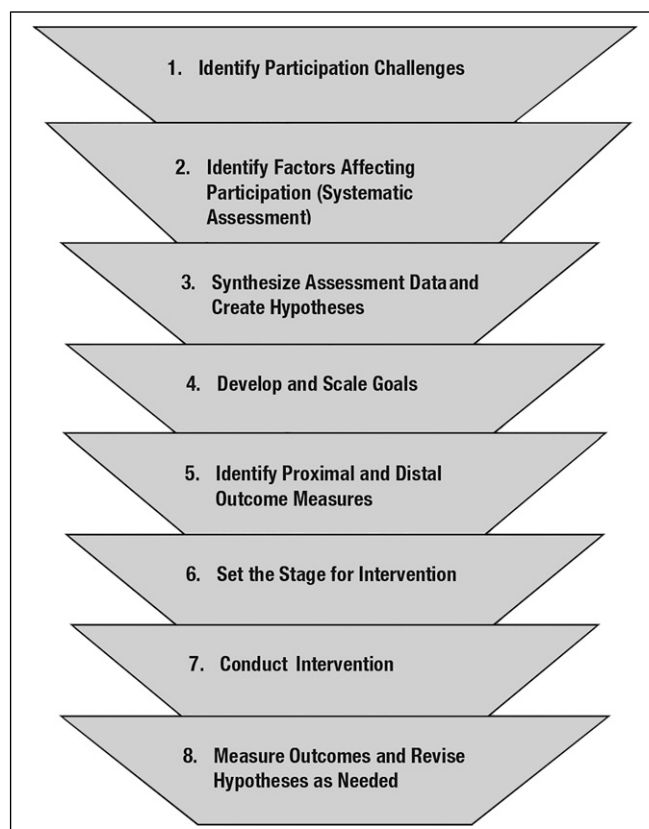 1. Identify Participation Challenges
2. Identify Factors Affecting
Participation (Systematic
Assessment)
3. Synthesize Assessment Data and
Create Hypotheses
4. Develop and Scale Goals
5. Identify Proximal and Distal
Outcome Measures
6. Set the Stage for Intervention
7. Conduct Intervention
8. Measure Outcomes and Revise
Hypotheses as Needed